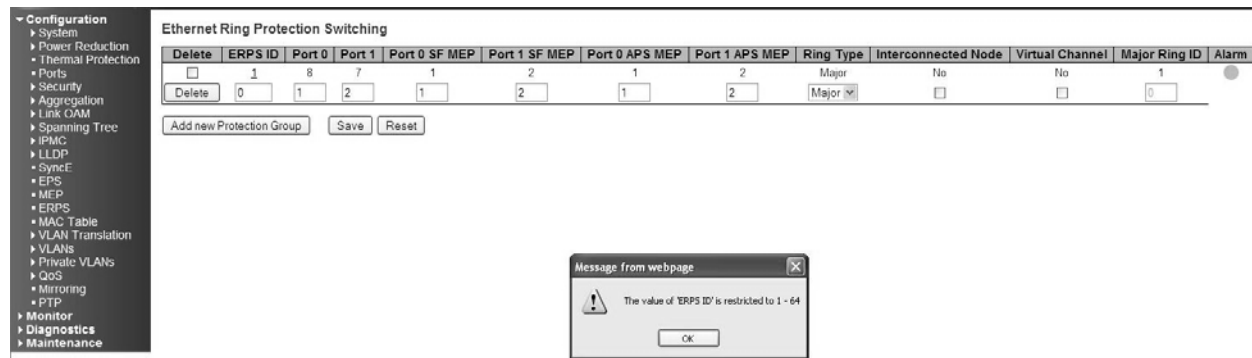 Configuration
System
Power Reduction
Thermal Protection
Ports
Security
Aggregation
Link OAM
Spanning Tree
IPMC
LLDP
SyncE
EPS
MEP
ERPS
MAC Table
VLAN Translation
VLANs
Private VLANs
QoS
Mirroring
PTP
Monitor
Diagnostics
Maintenance
Ethernet Ring Protection Switching
Delete ERPS ID Port 0 Port 1 Port 0 SF MEP Port 1 SF MEP Port 0 APS MEP Port 1 APS MEP Ring Type Interconnected Node Virtual Channel Major Ring ID Alarm
1 8 7 1 2 1 2 Major No No 1
Delete 0 1 2 1 2 1 2 Major 0
Add new Protection Group Save Reset
Message from webpage
The value of 'ERPS ID' is restricted to 1 - 64
OK